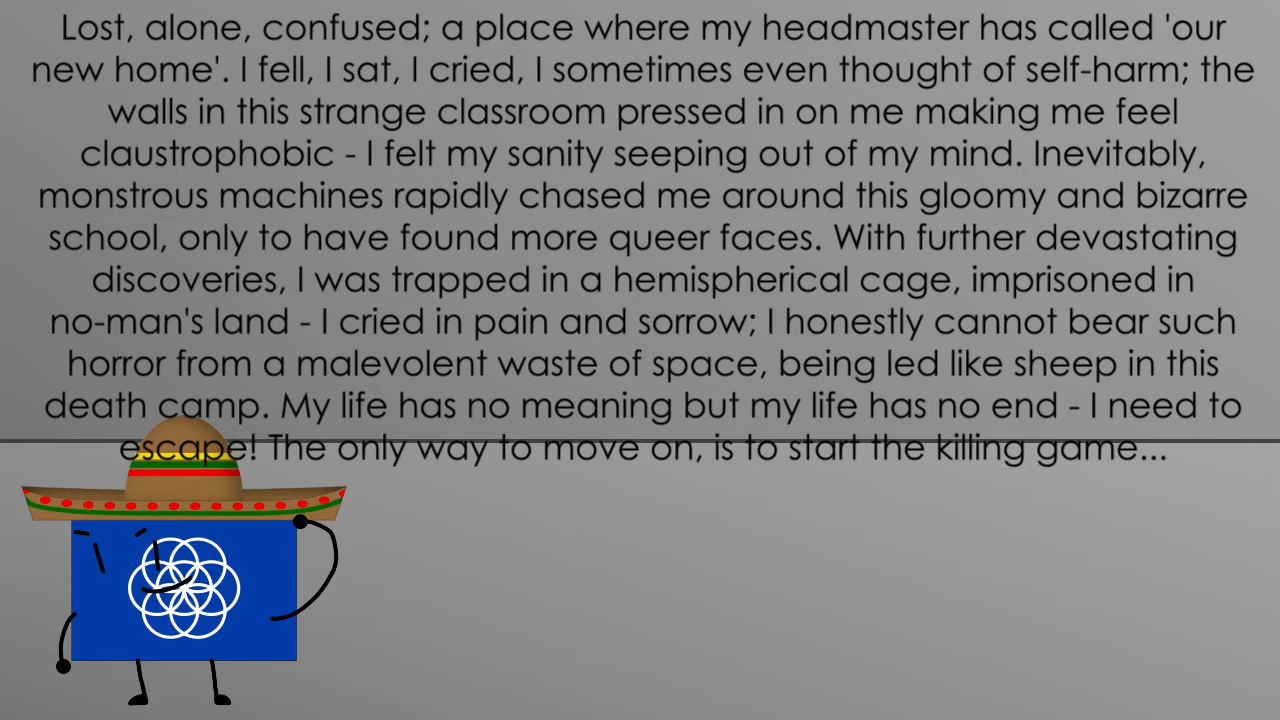 Lost, alone, confused; a place where my headmaster has called 'our
new home'. I fell, I sat, I cried, I sometimes even thought of self-harm; the
walls in this strange classroom pressed in on me making me feel
claustrophobic - I felt my sanity seeping out of my mind. Inevitably,
monstrous machines rapidly chased me around this gloomy and bizarre
school, only to have found more queer faces. With further devastating
discoveries, I was trapped in a hemispherical cage, imprisoned in
no-man's land - I cried in pain and sorrow; I honestly cannot bear such
horror from a malevolent waste of space, being led like sheep in this
death camp. My life has no meaning but my life has no end - I need to
escape! The only way to move on, is to start the killing game...